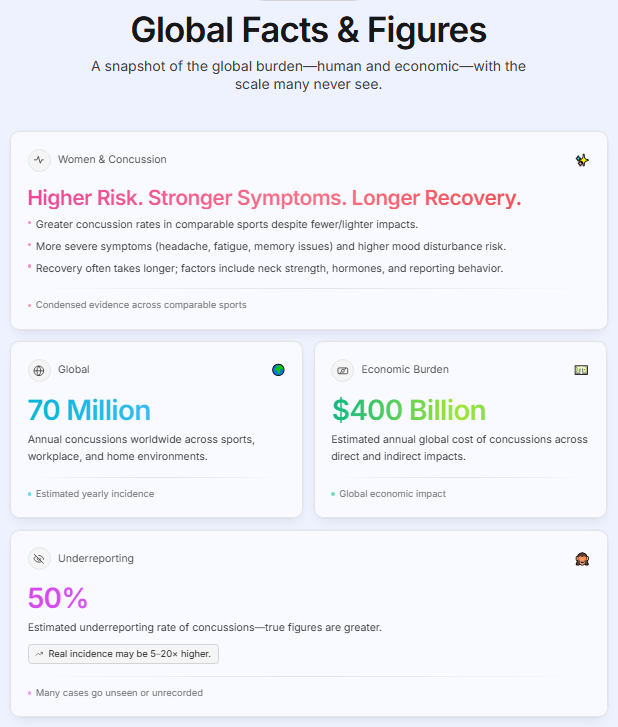 Global Facts & Figures
A snapshot of the global burden—human and economic—with the
scale many never see.
Women & Concussion
Higher Risk. Stronger Symptoms. Longer Recovery.
Greater concussion rates in comparable sports despite fewer/lighter impacts.
More severe symptoms (headache, fatigue, memory issues) and higher mood disturbance risk.
Recovery often takes longer; factors include neck strength, hormones, and reporting behavior.
Condensed evidence across comparable sports
Global
70 Million
Annual concussions worldwide across sports,
workplace, and home environments.
Estimated yearly incidence
Economic Burden
$400 Billion
Estimated annual global cost of concussions across
direct and indirect impacts.
Global economic impact
Underreporting
50%
Estimated underreporting rate of concussions—true figures are greater.
Real incidence may be 5–20× higher.
Many cases go unseen or unrecorded